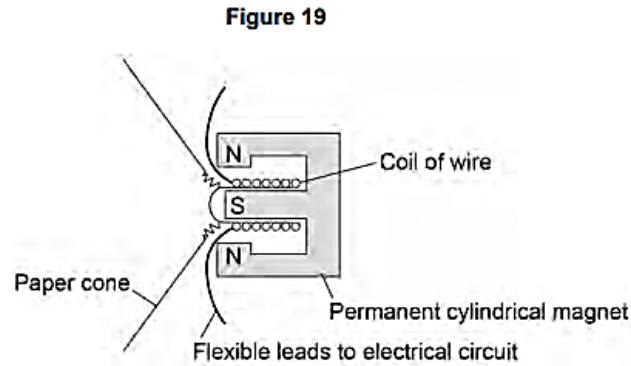 Figure 19
N
Coil of wire
S
N
Paper cone
Permanent cylindrical magnet
Flexible leads to electrical circuit